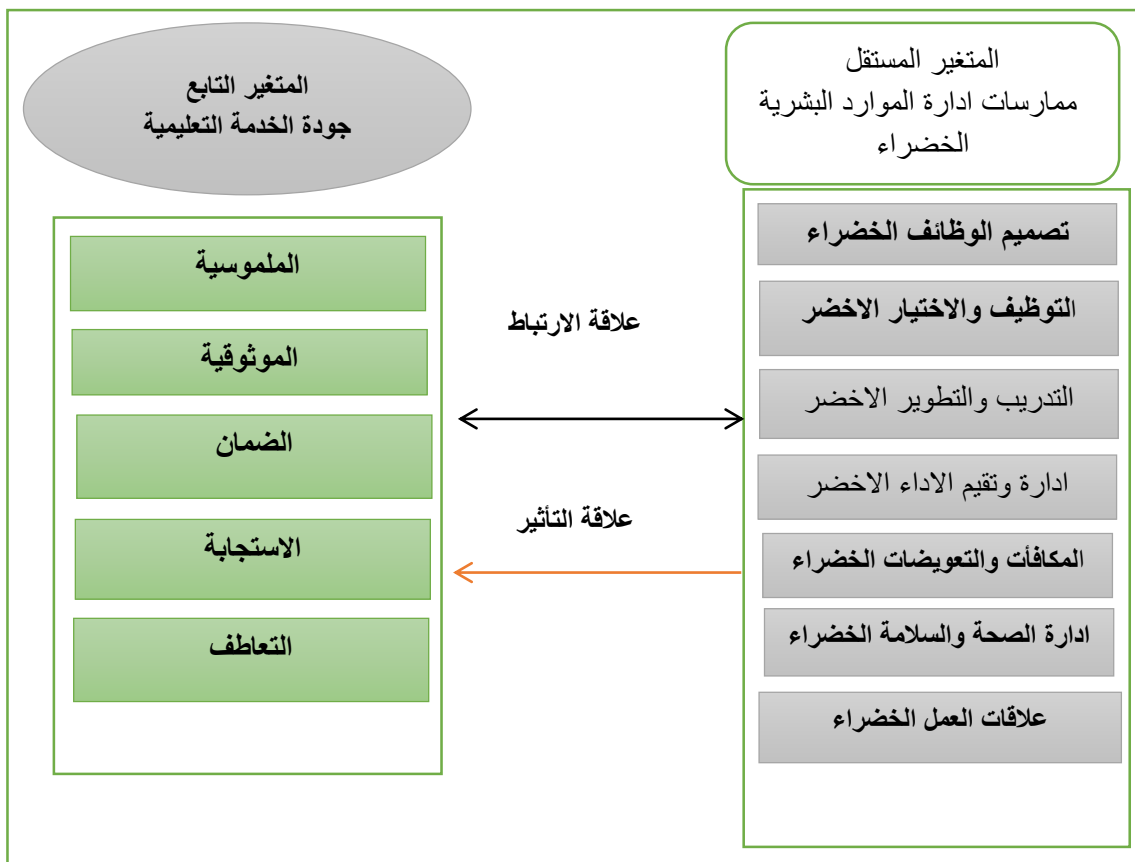 المتغير المستقل
ممارسات ادارة الموارد البشرية
الخضراء
تصميم الوظائف الخضراء
التوظيف والاختيار الاخضر
التدريب والتطوير الاخضر
ادارة وتقيم الاداء الاخضر
المكافأت والتعويضات الخضراء
ادارة الصحة والسلامة الخضراء
علاقات العمل الخضراء
علاقة الارتباط
علاقة التأثير
المتغير التابع
جودة الخدمة التعليمية
الملموسية
الموثوقية
الضمان
الاستجابة
التعاطف